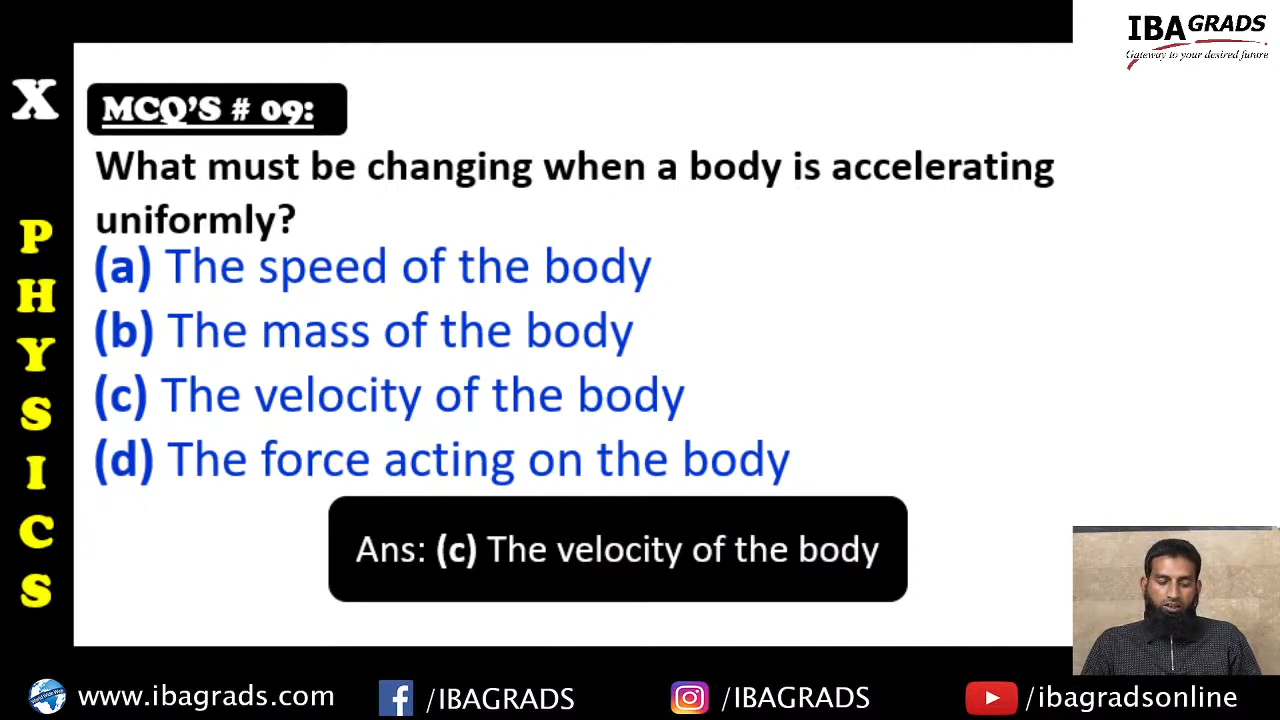 IBA GRADS
Gateway to your desired future
X
PHYSICS
MCQ'S # 09:
What must be changing when a body is accelerating
uniformly?
(a) The speed of the body
(b) The mass of the body
(c) The velocity of the body
(d) The force acting on the body
Ans: (c) The velocity of the body
www.ibagrads.com
/IBAGRADS
/IBAGRADS
/ibagradsonline